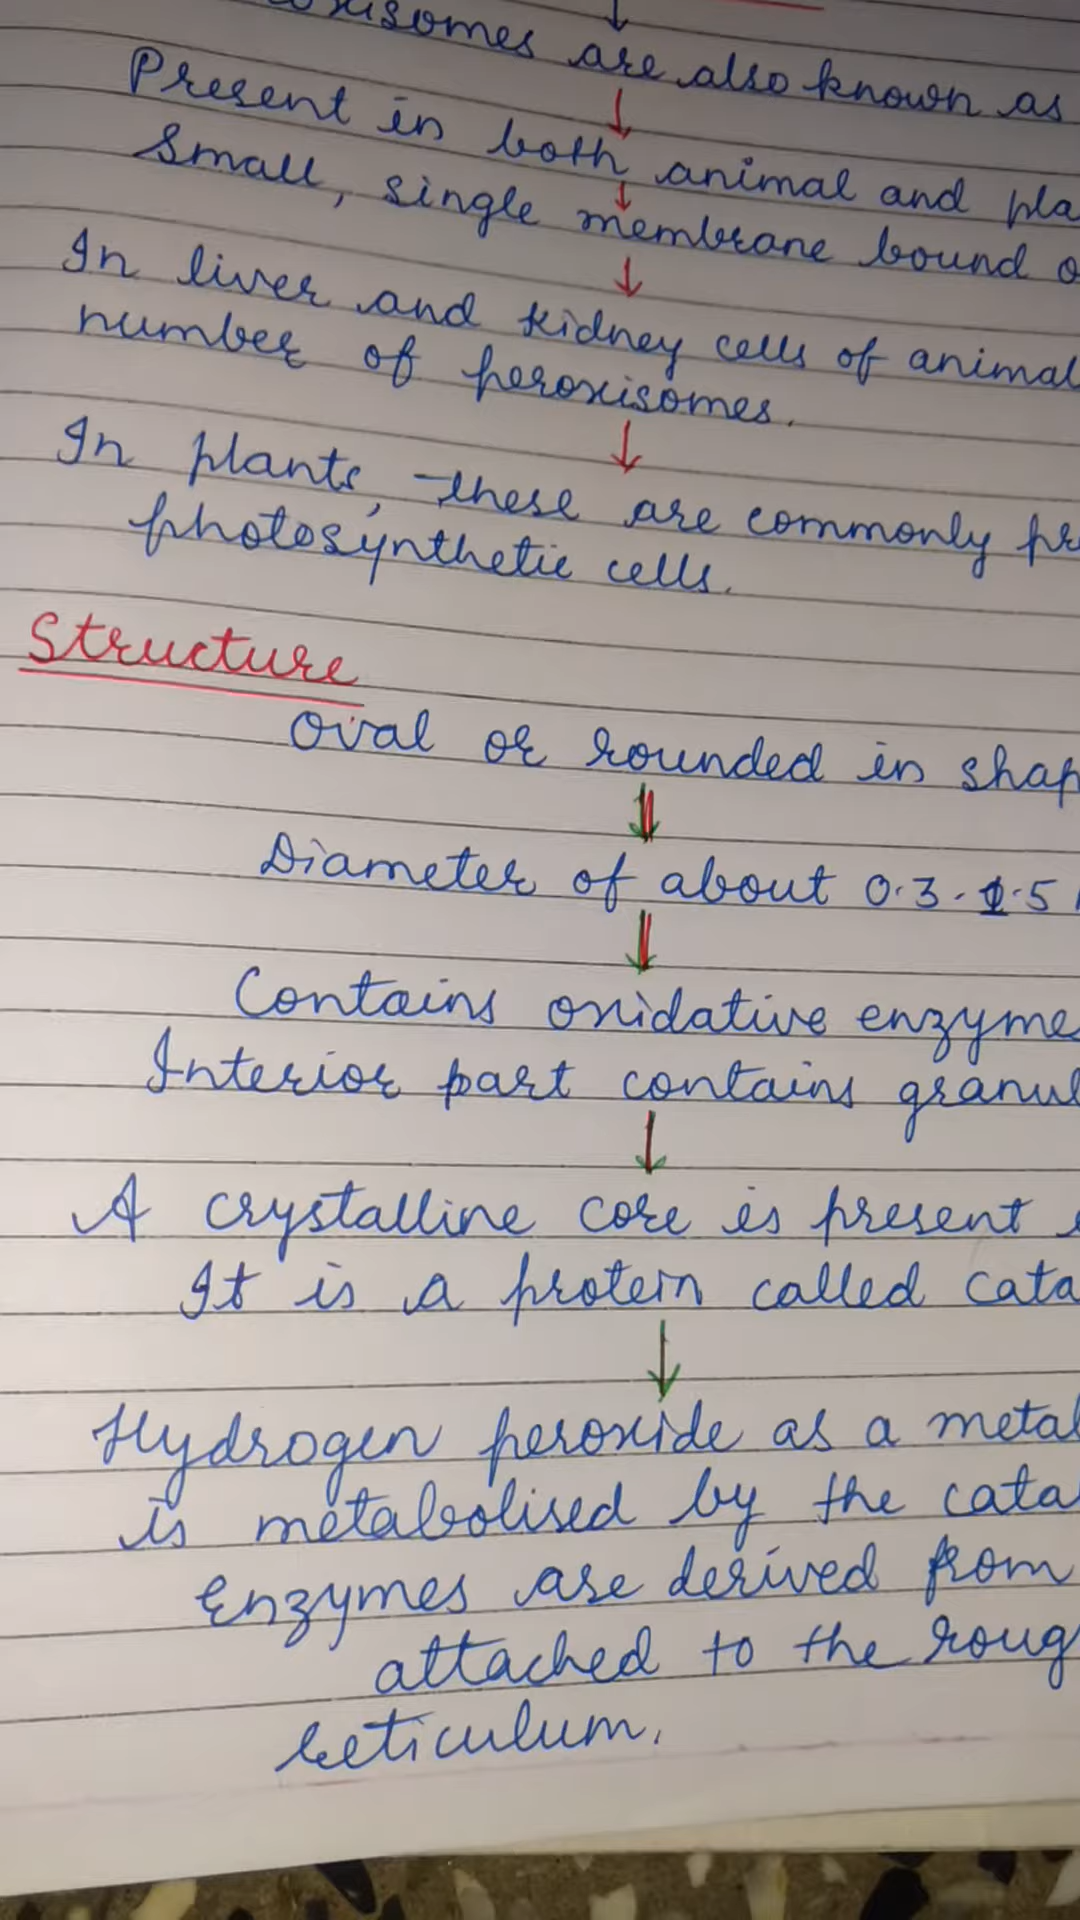 are also known as
Present in both animal and
Small, single membrane bound
In liver and kidney cells of animal
number of peroxisomes.
In plants, these are commonly
photosynthetic cells.
Structure
Oval or rounded in
Diameter of about 0.3-1.5
Contains oxidative enzyme
Interior part contains
A crystalline core is present
It is a protein called
Hydrogen peroxide as a
is metabolised by the
Enzymes are derived from
attached to the
reticulum.